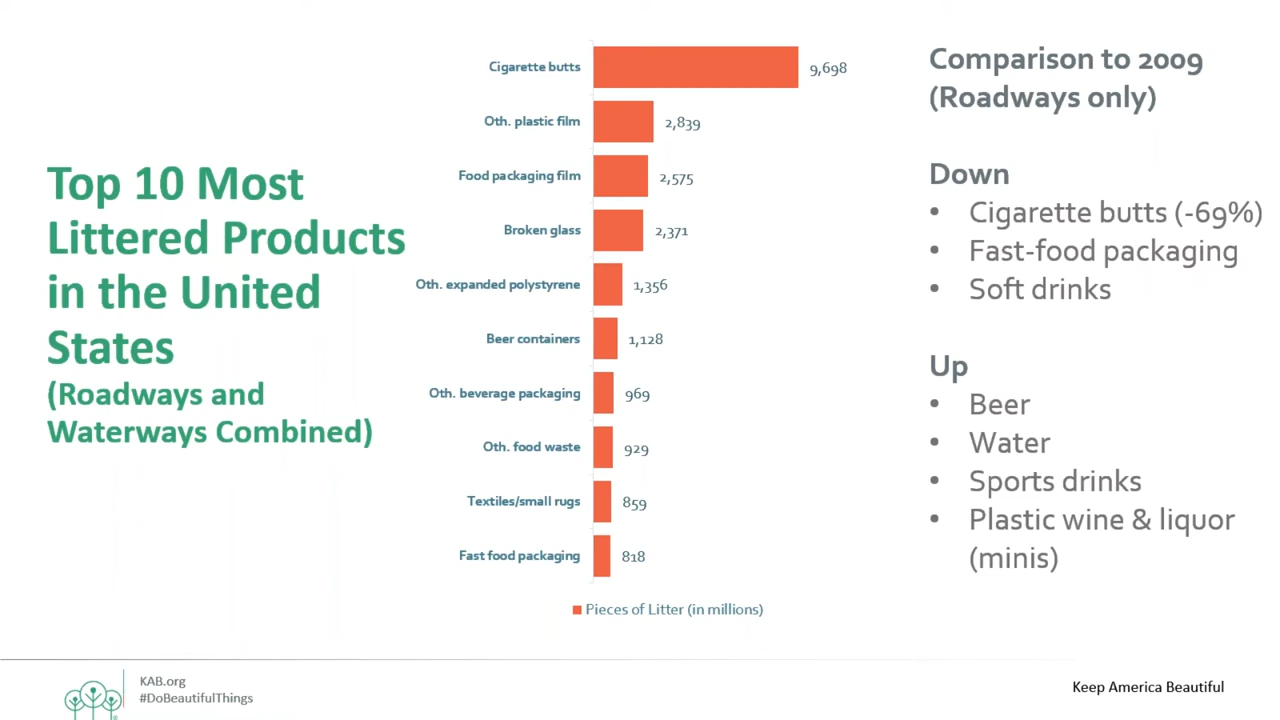 Top 10 Most
Littered Products
in the United
States
(Roadways and
Waterways Combined)
Cigarette butts 9,698
Oth. plastic film 2,839
Food packaging film 2,575
Broken glass 2,371
Oth. expanded polystyrene 1,356
Beer containers 1,128
Oth. beverage packaging 969
Oth. food waste 929
Textiles/small rugs 859
Fast food packaging 818
Pieces of Litter (in millions)
Comparison to 2009
(Roadways only)
Down
• Cigarette butts (-69%)
• Fast-food packaging
• Soft drinks
Up
• Beer
• Water
• Sports drinks
• Plastic wine & liquor
(minis)
KAB.org
#DoBeautifulThings
Keep America Beautiful